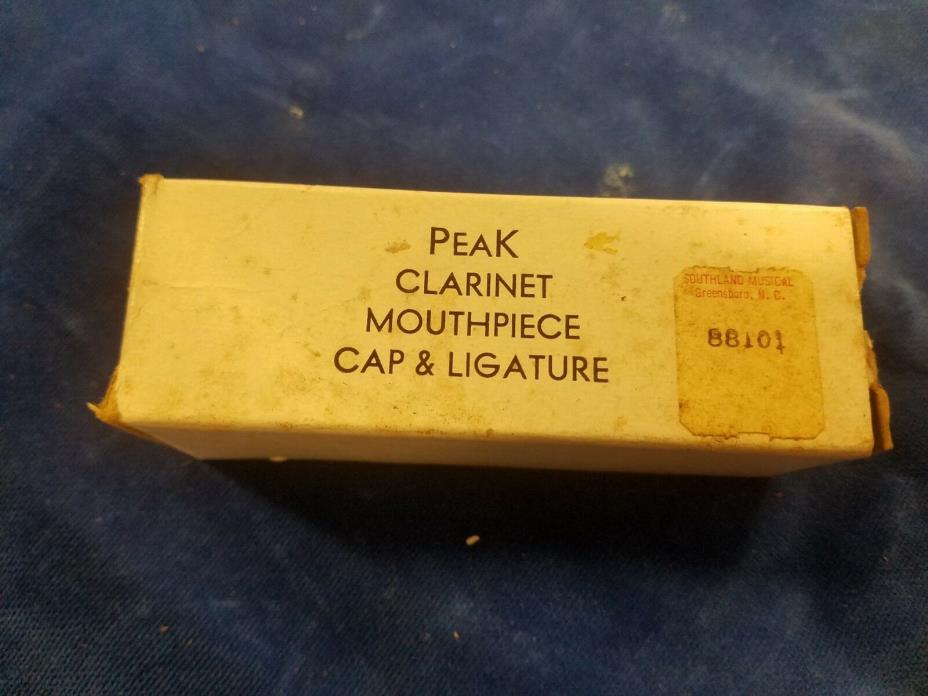 PEAK
CLARINET
MOUTHPIECE
CAP & LIGATURE
SOUTHLAND MUSICAL
Greensboro, N. C.
88101